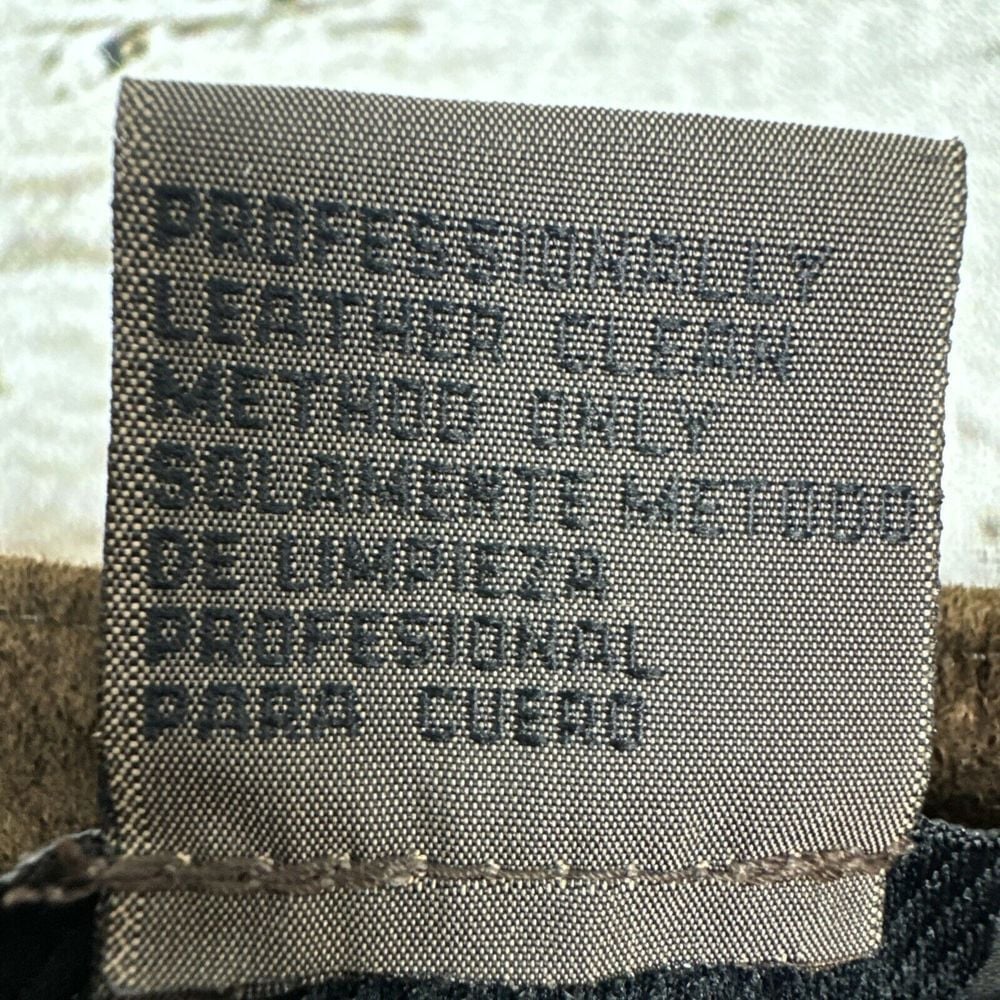 PROFESSIONALLY
LEATHER CLEAN
METHOD ONLY
SOLAMENTE METODO
DE LIMPIEZA
PROFESIONAL
PARA CUERO